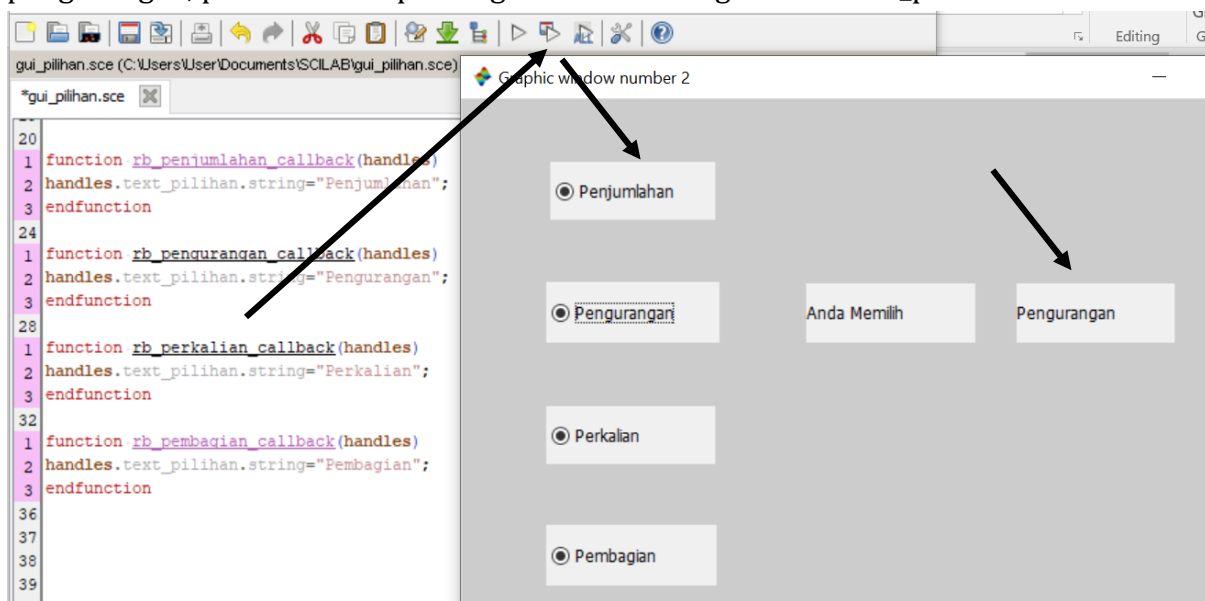 Editing
gui_pilihan.sce (C:\Users\User\Documents\SCILAB\gui_pilihan.sce)
*gui_pilihan.sce
20
1 function rb_penjumlahan_callback(handles)
2 handles.text_pilihan.string="Penjumlahan";
3 endfunction
24
1 function rb_pengurangan_callback(handles)
2 handles.text_pilihan.string="Pengurangan";
3 endfunction
28
1 function rb_perkalian_callback(handles)
2 handles.text_pilihan.string="Perkalian";
3 endfunction
32
1 function rb_pembagian_callback(handles)
2 handles.text_pilihan.string="Pembagian";
3 endfunction
36
37
38
39
Graphic window number 2
Penjumlahan
Pengurangan
Anda Memilih
Pengurangan
Perkalian
Pembagian